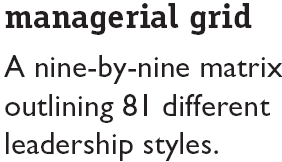 managerial grid
A nine-by-nine matrix
outlining 81 different
leadership styles.